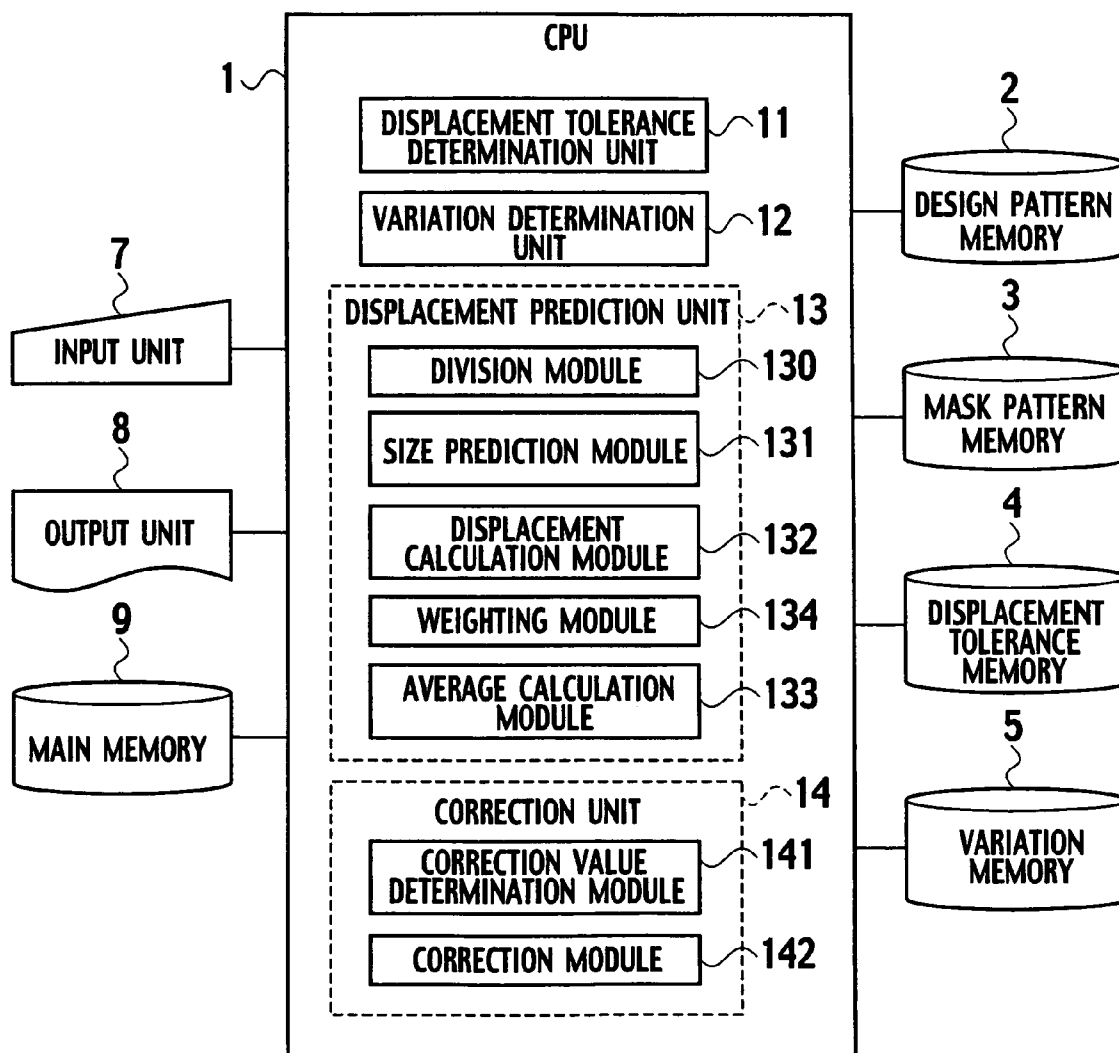 CPU
1
DISPLACEMENT TOLERANCE
DETERMINATION UNIT
11
VARIATION DETERMINATION
UNIT
12
DISPLACEMENT PREDICTION UNIT
13
DIVISION MODULE
130
SIZE PREDICTION MODULE
131
DISPLACEMENT
CALCULATION MODULE
132
WEIGHTING MODULE
134
AVERAGE CALCULATION
MODULE
133
CORRECTION UNIT
14
CORRECTION VALUE
DETERMINATION MODULE
141
CORRECTION MODULE
142
7
INPUT UNIT
8
OUTPUT UNIT
9
MAIN MEMORY
2
DESIGN PATTERN
MEMORY
3
MASK PATTERN
MEMORY
4
DISPLACEMENT
TOLERANCE
MEMORY
5
VARIATION
MEMORY